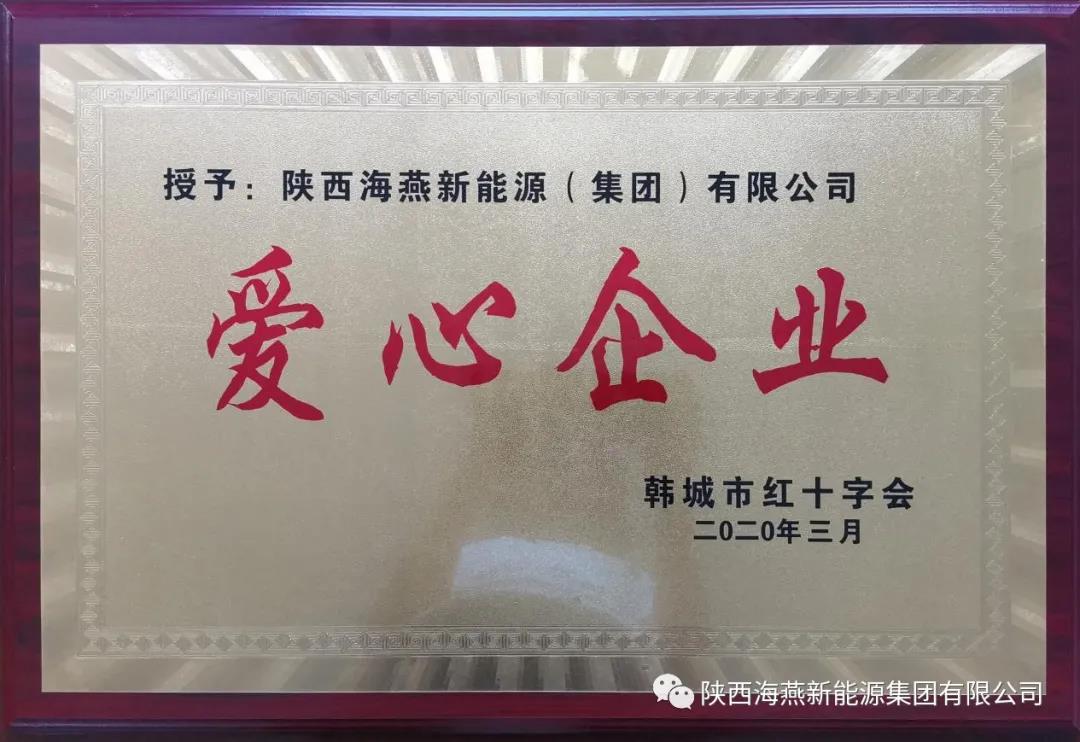 授予：陕西海燕新能源（集团）有限公司
爱心企业
韩城市红十字会
二0二0年三月
陕西海燕新能源集团有限公司